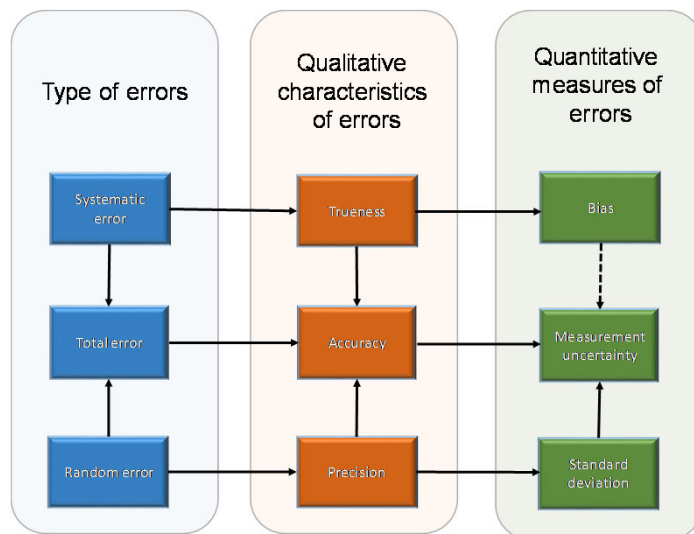 Type of errors
Qualitative
characteristics
of errors
Quantitative
measures of
errors
Systematic
error
Trueness
Bias
Total error
Accuracy
Measurement
uncertainty
Random error
Precision
Standard
deviation